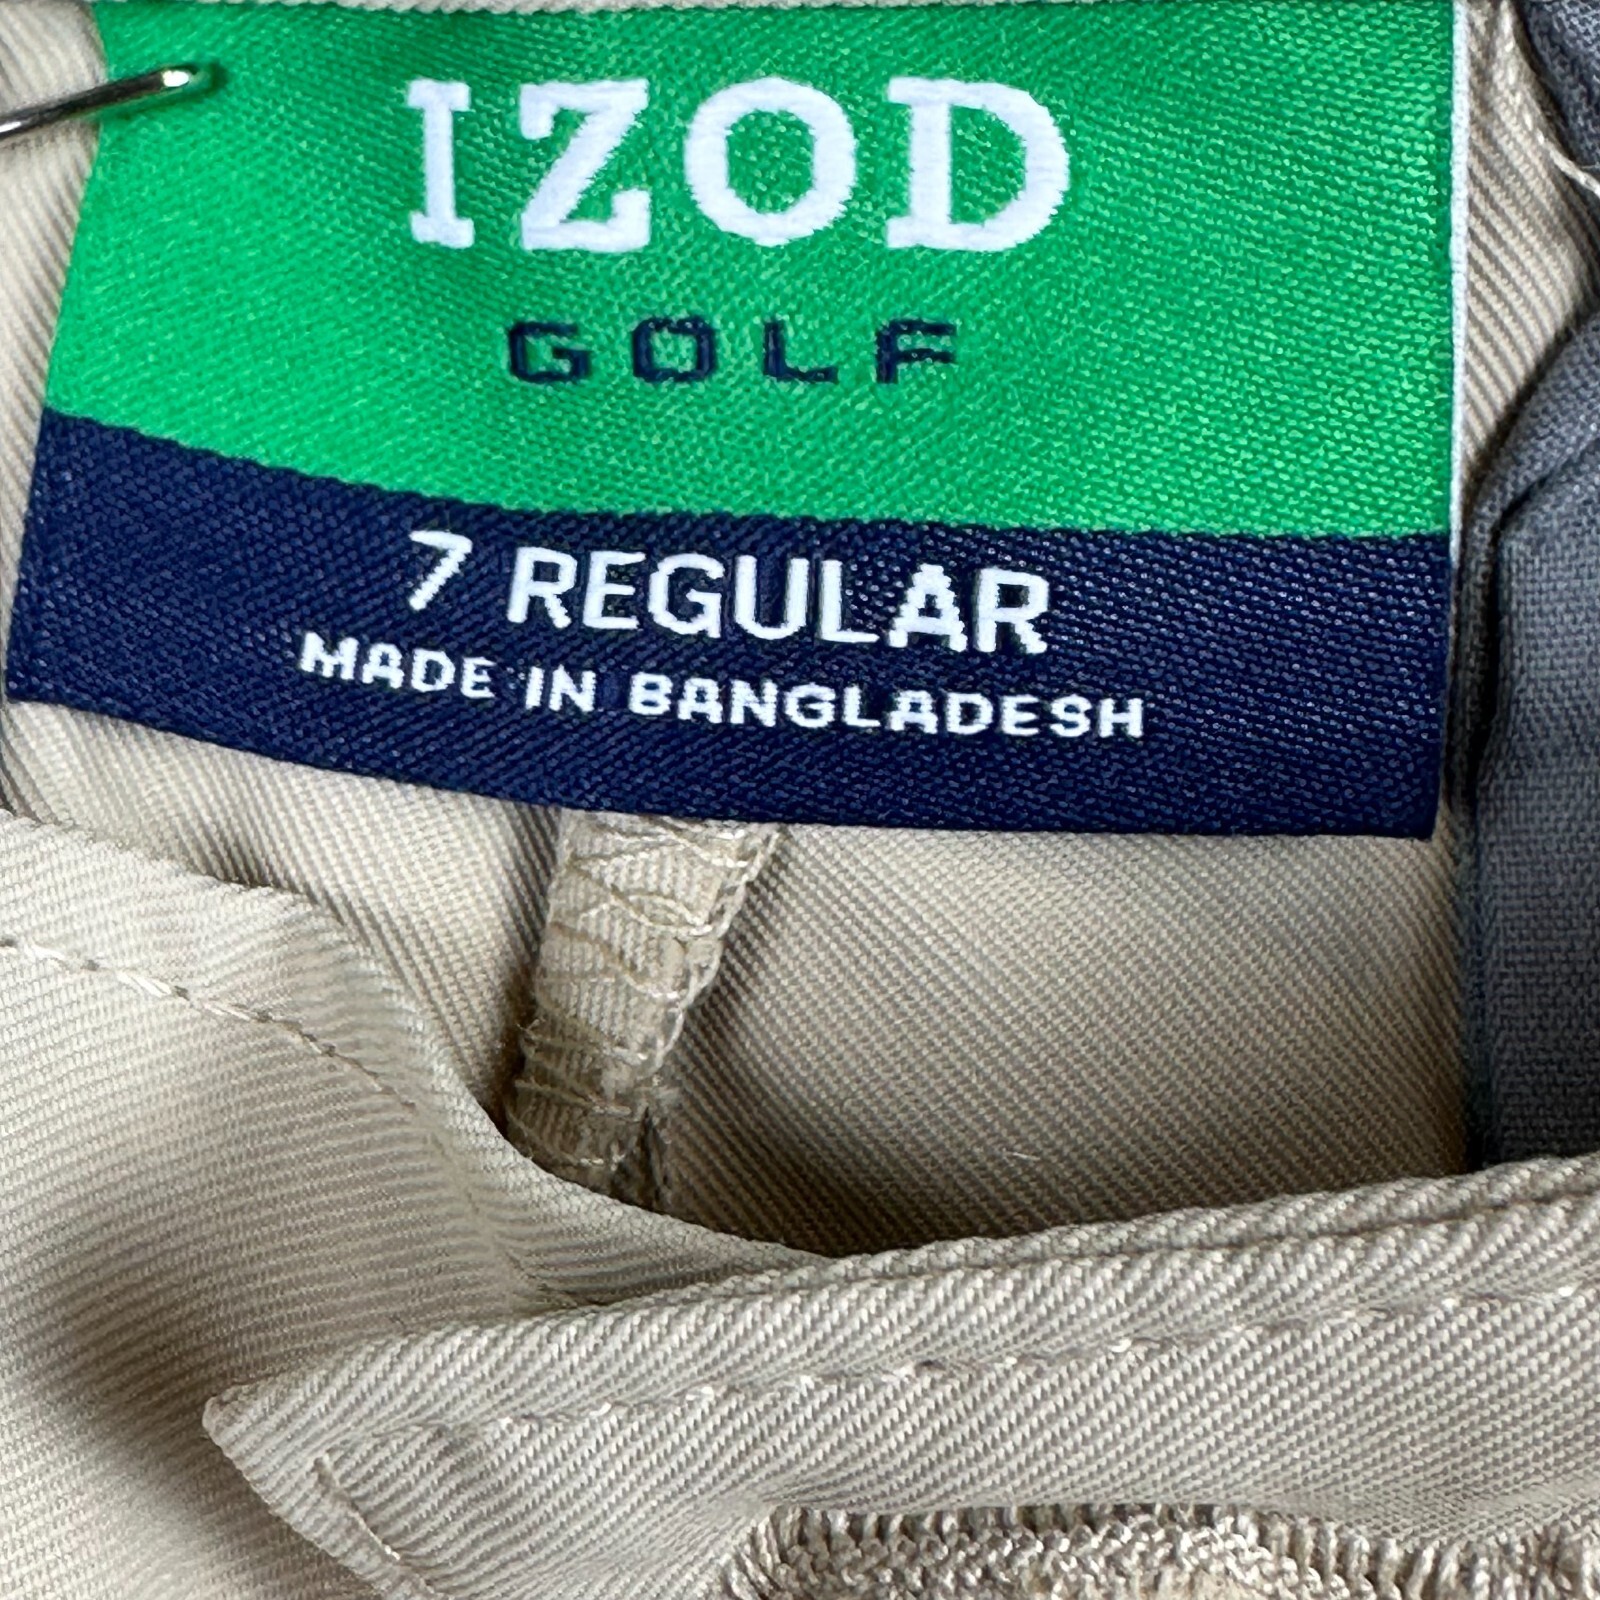 IZOD
GOLF
7 REGULAR
MADE IN BANGLADESH